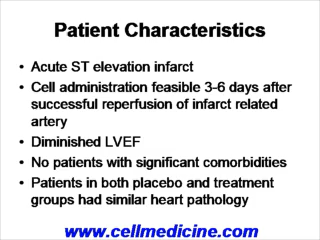 Patient Characteristics
• Acute ST elevation infarct
• Cell administration feasible 3-6 days after
successful reperfusion of infarct related
artery
• Diminished LVEF
• No patients with significant comorbidities
• Patients in both placebo and treatment
groups had similar heart pathology
www.cellmedicine.com